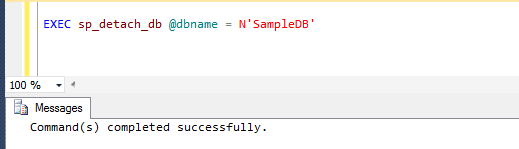 EXEC sp_detach_db @dbname = N'SampleDB'
100 %
Messages
Command(s) completed successfully.